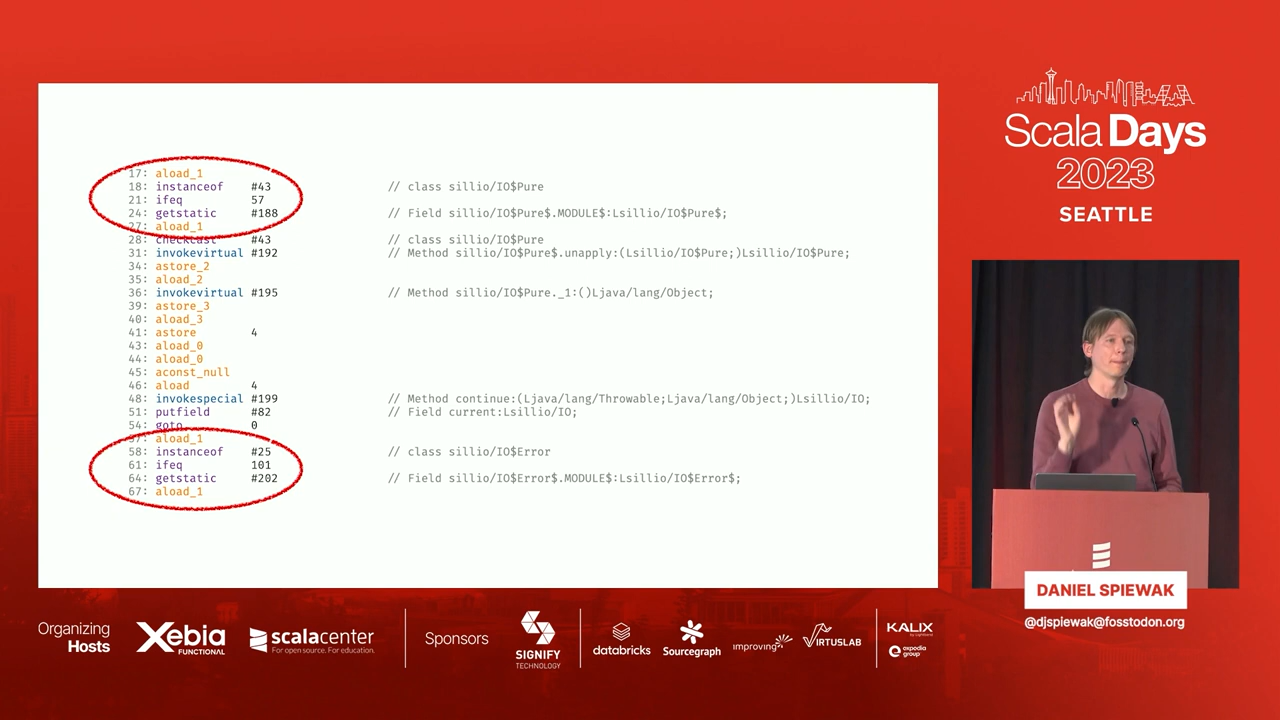 17: aload_1
18: instanceof #43 // class sillio/IO$Pure
21: ifeq 57
24: getstatic #188 // Field sillio/IO$Pure$.MODULE$:Lsillio/IO$Pure$;
27: aload_1
28: checkcast #43 // class sillio/IO$Pure
31: invokevirtual #192 // Method sillio/IO$Pure$.unapply:(Lsillio/IO$Pure;)Lsillio/IO$Pure;
34: astore_2
35: aload_2
36: invokevirtual #195 // Method sillio/IO$Pure._1:()Ljava/lang/Object;
39: astore_3
40: aload_3
41: astore 4
43: aload_0
44: aload_0
45: aconst_null
46: aload 4
48: invokespecial #199 // Method continue:(Ljava/lang/Throwable;Ljava/lang/Object;)Lsillio/IO;
51: putfield #82 // Field current:Lsillio/IO;
54: goto 0
57: aload_1
58: instanceof #25 // class sillio/IO$Error
61: ifeq 101
64: getstatic #202 // Field sillio/IO$Error$.MODULE$:Lsillio/IO$Error$;
67: aload_1
Scala Days
2023
SEATTLE
DANIEL SPIEWAK
@djspiewak@fosstodon.org
Organizing
Hosts
Xebia
FUNCTIONAL
scalacenter
For open source. For education.
Sponsors
SIGNIFY
TECHNOLOGY
databricks
Sourcegraph
improving
VIRTUSLAB
KALIX
by Lightbend
expedia
group